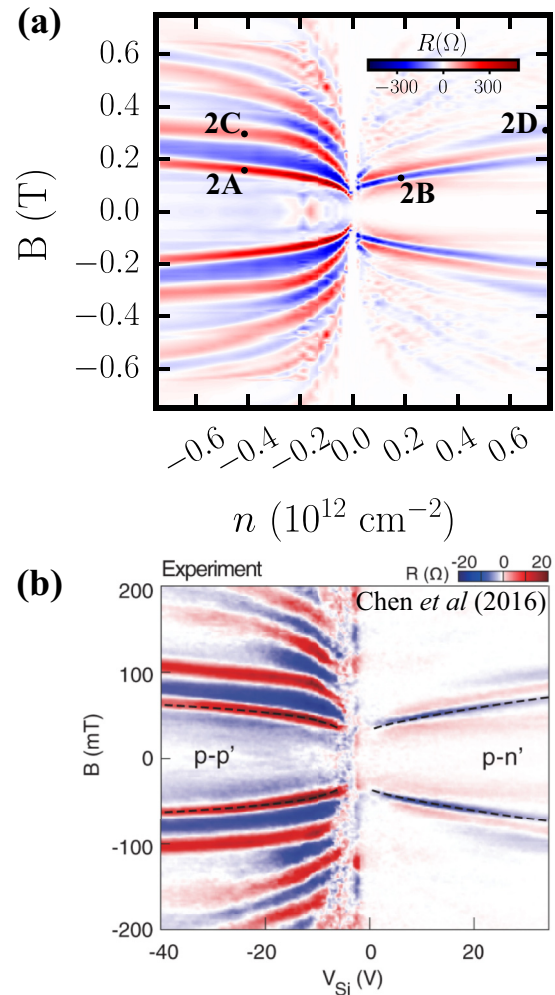 (a)
R(Ω)
−300 0 300
0.6
0.4
0.2
0.0
−0.2
−0.4
−0.6
B (T)
2C
2A
2D
2B
−0.6 −0.4 −0.2 0.0 0.2 0.4 0.6
n (10¹² cm⁻²)
(b)
Experiment
R (Ω)
-20 0 20
Chen et al (2016)
200
100
0
-100
-200
B (mT)
p-p'
p-n'
-40 -20 0 20
V_Si (V)